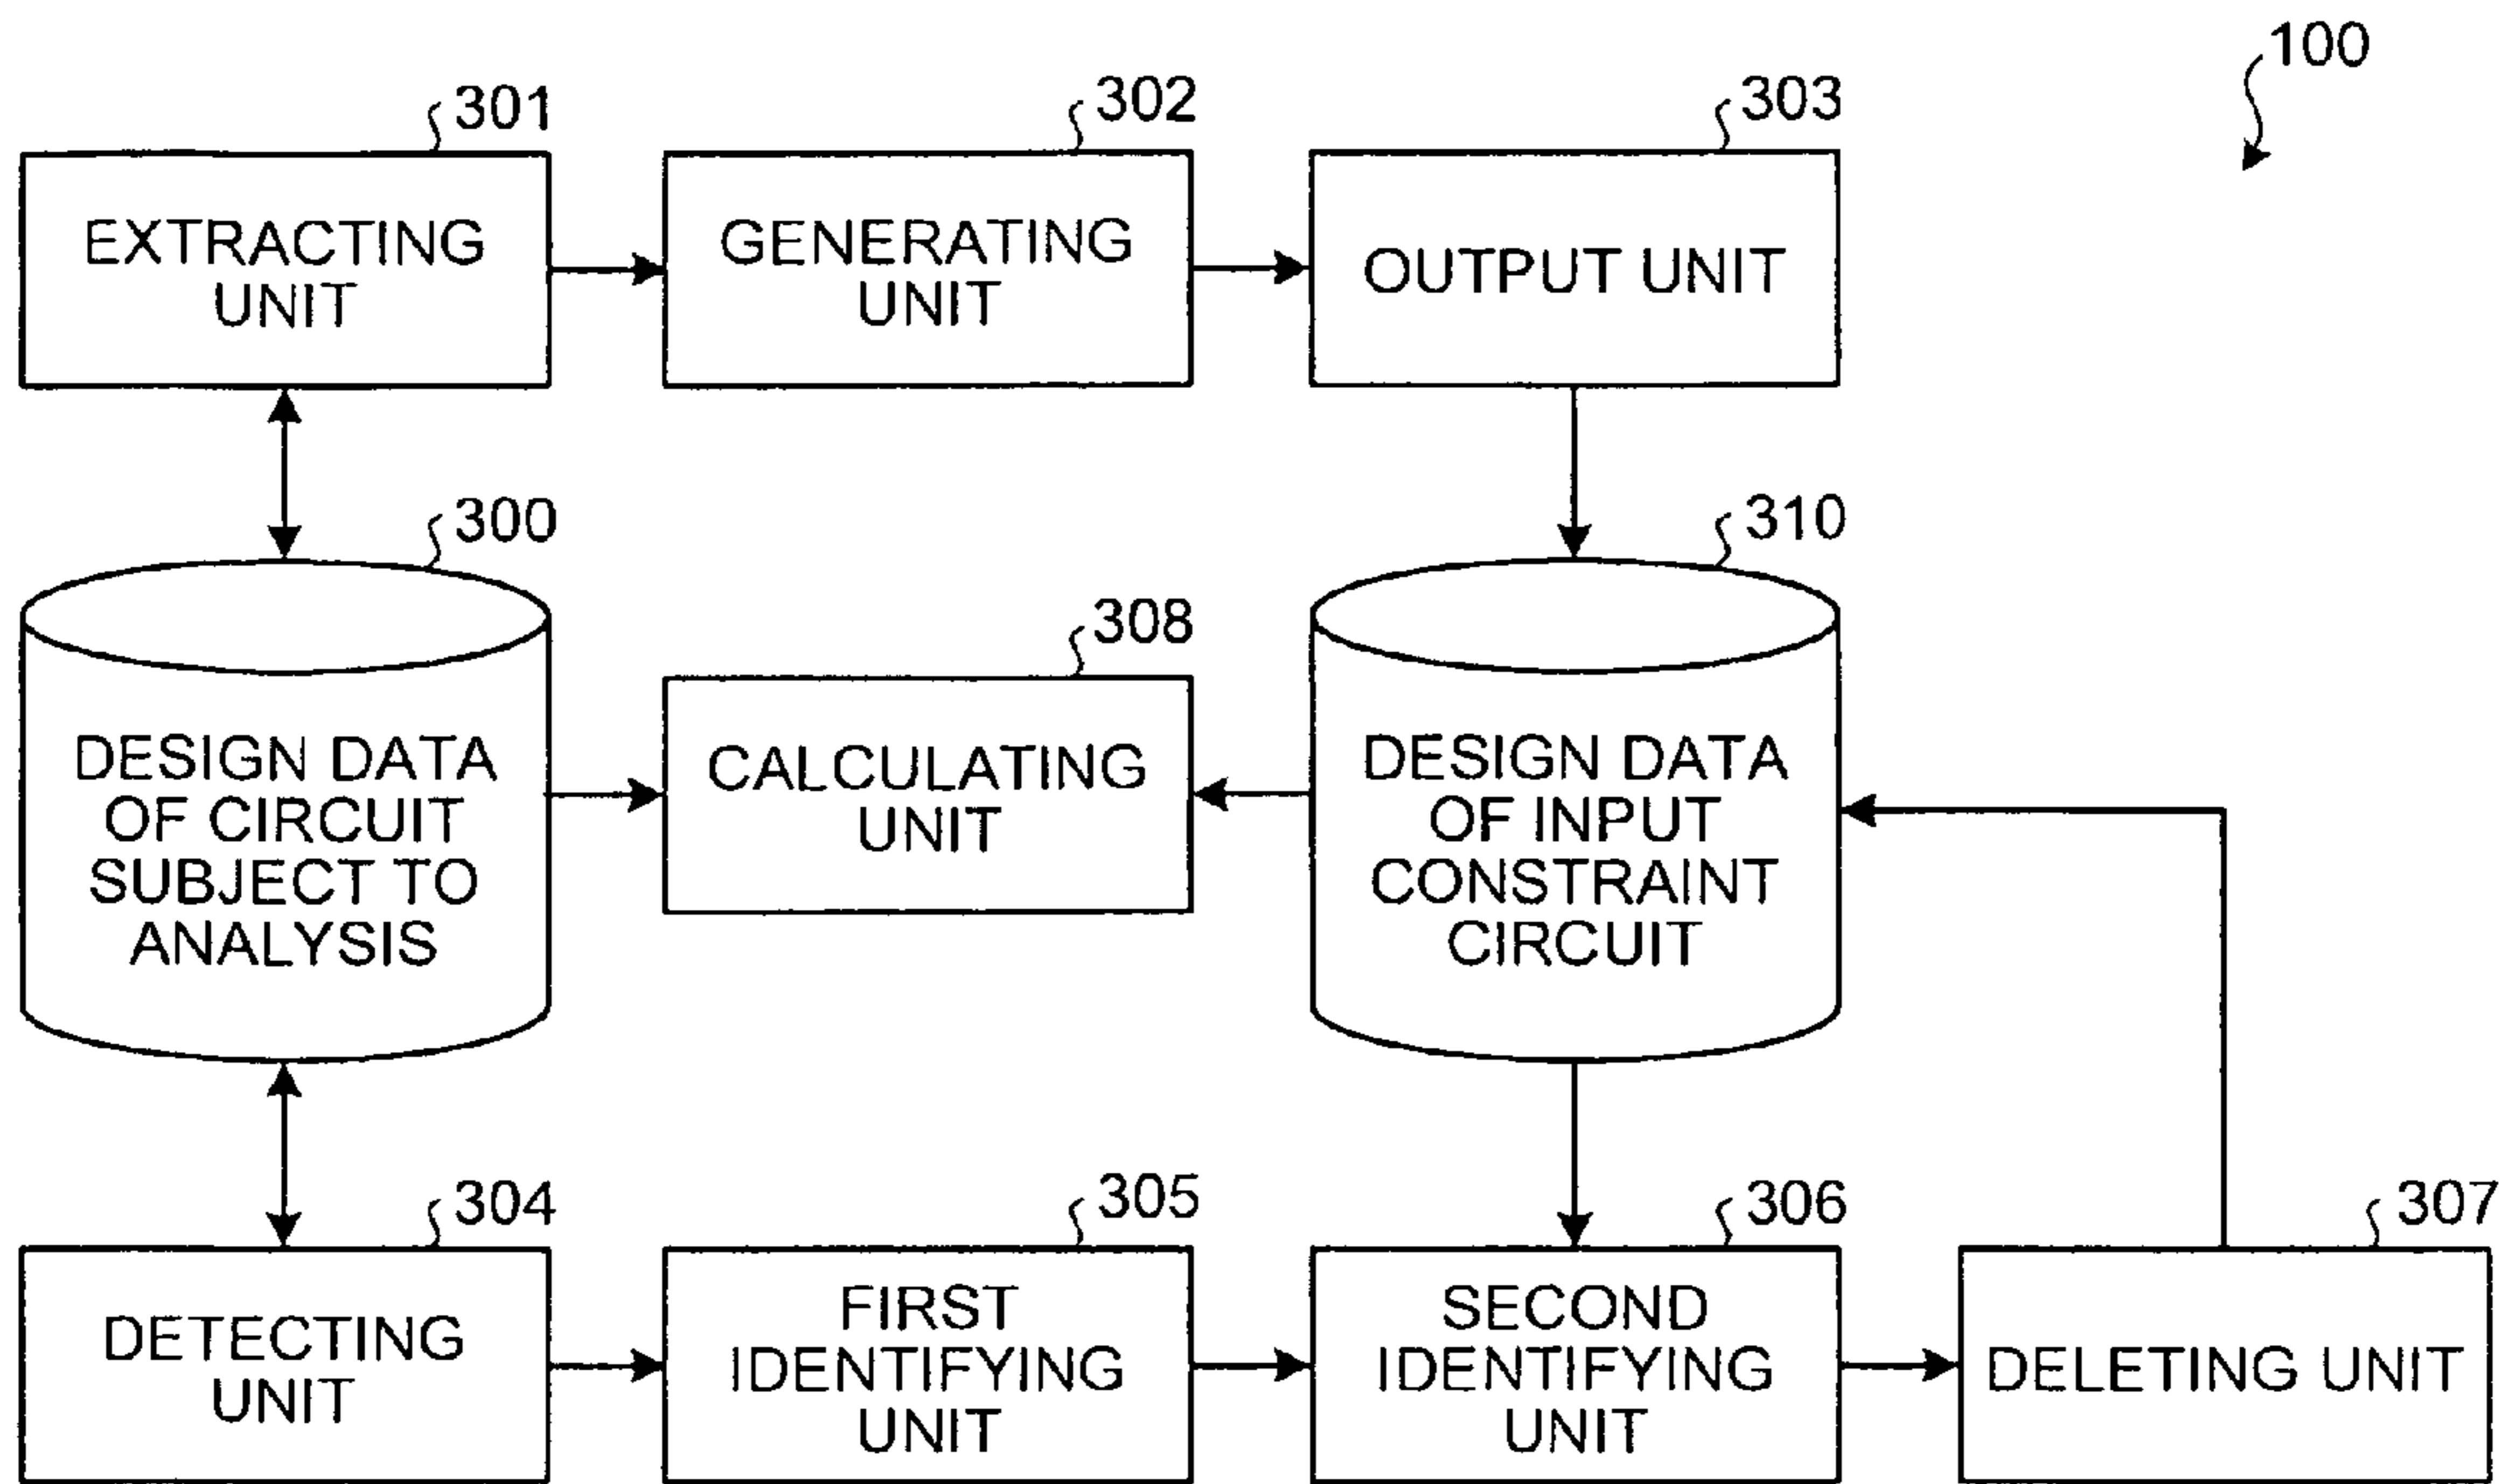 100
301
302
303
EXTRACTING
UNIT
GENERATING
UNIT
OUTPUT UNIT
300
310
308
DESIGN DATA
OF CIRCUIT
SUBJECT TO
ANALYSIS
CALCULATING
UNIT
DESIGN DATA
OF INPUT
CONSTRAINT
CIRCUIT
304
305
306
307
DETECTING
UNIT
FIRST
IDENTIFYING
UNIT
SECOND
IDENTIFYING
UNIT
DELETING UNIT